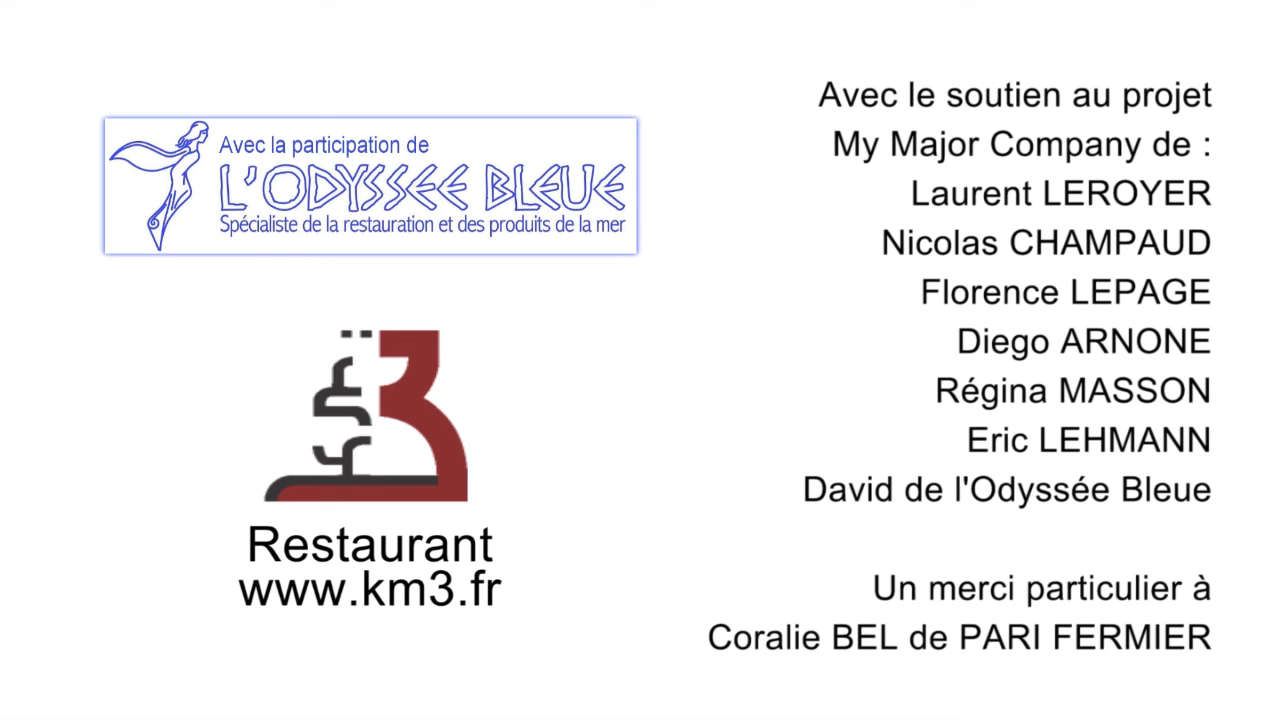 Avec la participation de
L'ODYSSEE BLEUE
Spécialiste de la restauration et des produits de la mer
3
Restaurant
www.km3.fr
Avec le soutien au projet
My Major Company de :
Laurent LEROYER
Nicolas CHAMPAUD
Florence LEPAGE
Diego ARNONE
Régina MASSON
Eric LEHMANN
David de l'Odyssée Bleue
Un merci particulier à
Coralie BEL de PARI FERMIER